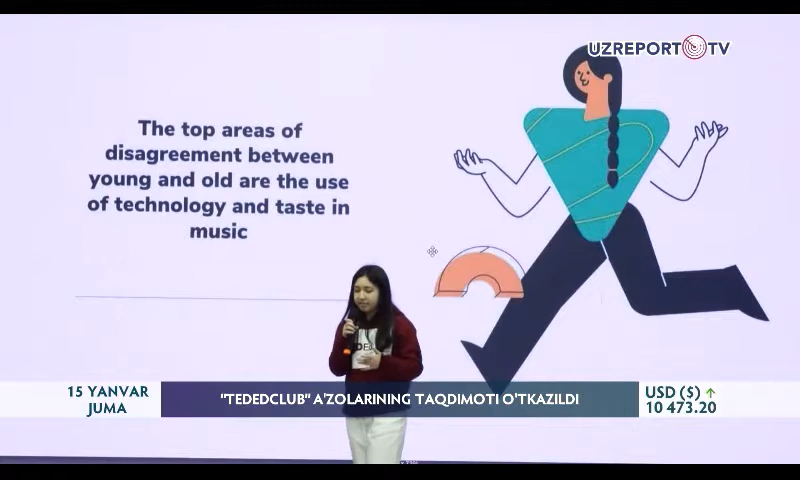 UZREPORT TV
The top areas of
disagreement between
young and old are the use
of technology and taste in
music
15 YANVAR
JUMA
"TEDEDCLUB" A'ZOLARINING TAQDIMOTI O'TKAZILDI
USD ($) ↑
10 473.20